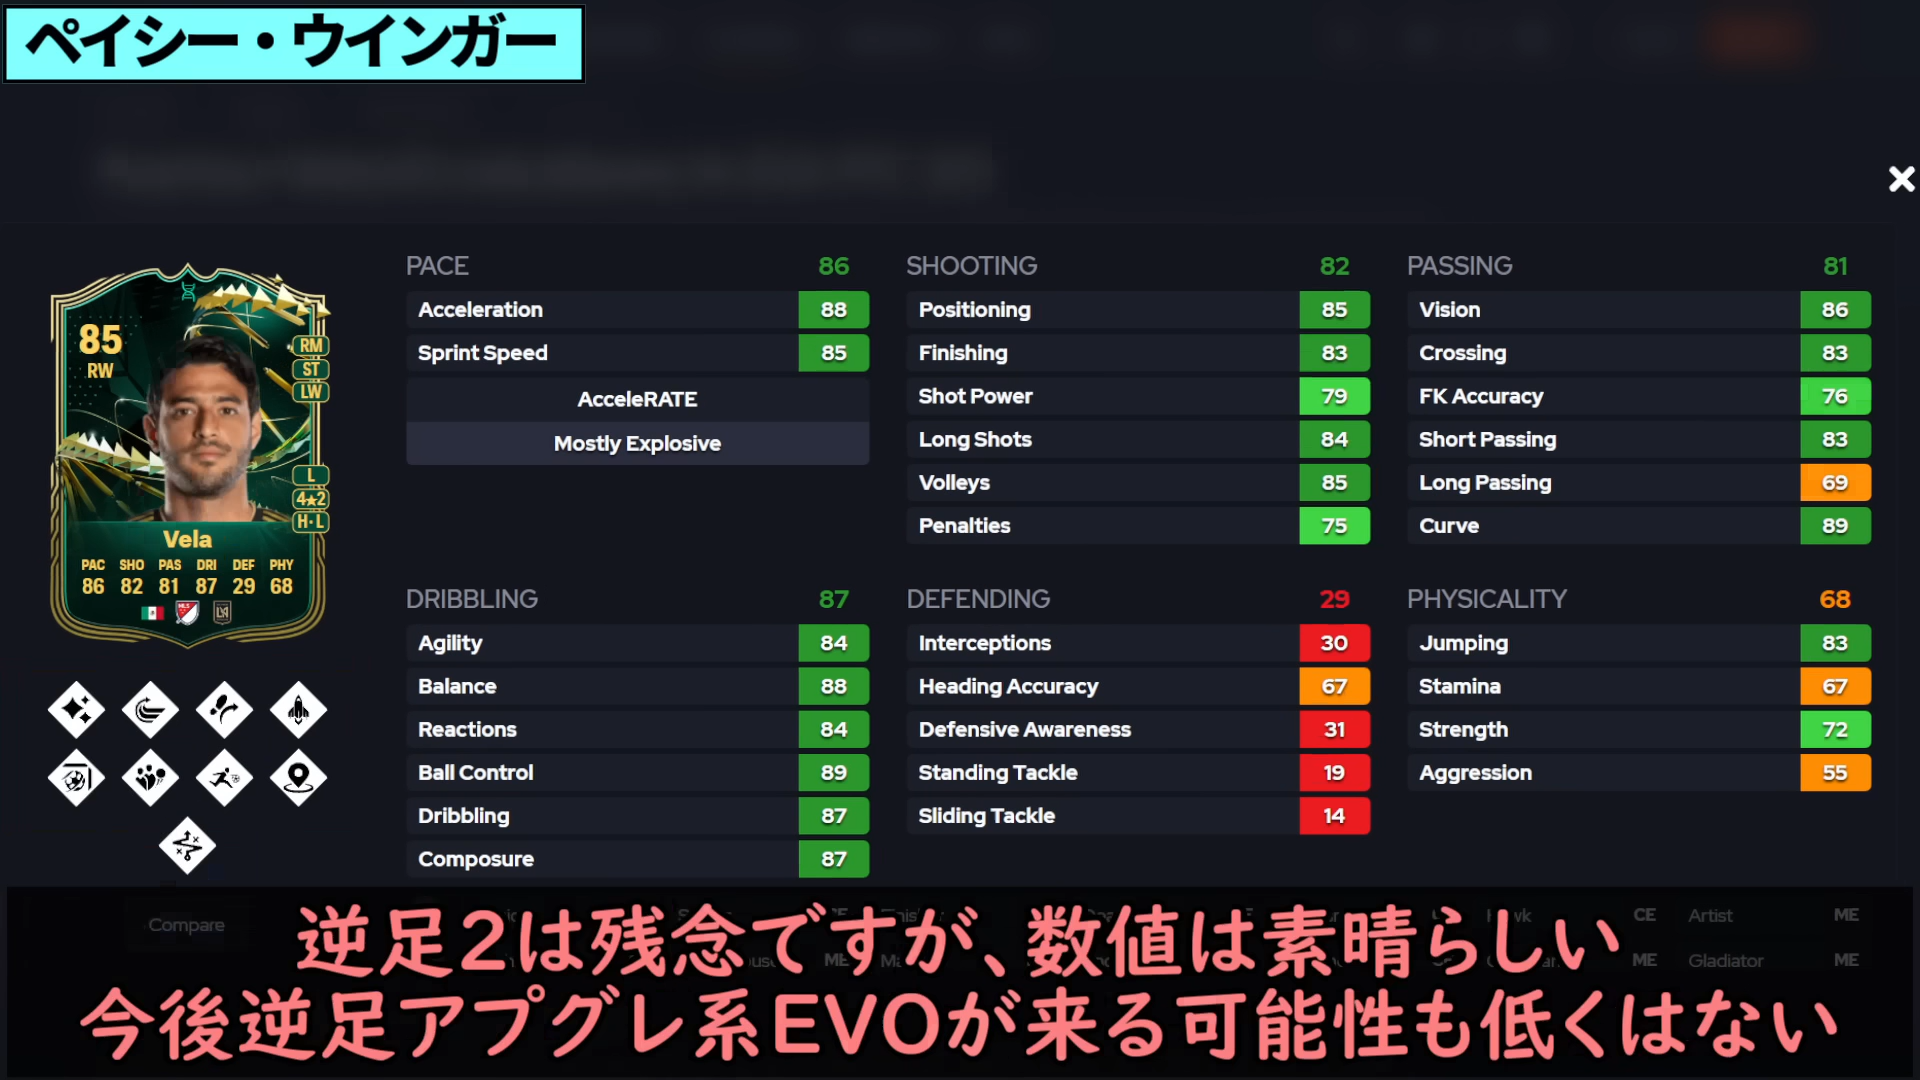 ペイシー・ウインガー
85
RW
RM
ST
LW
L
4★2
H·L
Vela
PAC SHO PAS DRI DEF PHY
86 82 81 87 29 68
PACE 86
Acceleration 88
Sprint Speed 85
AcceleRATE
Mostly Explosive
SHOOTING 82
Positioning 85
Finishing 83
Shot Power 79
Long Shots 84
Volleys 85
Penalties 75
PASSING 81
Vision 86
Crossing 83
FK Accuracy 76
Short Passing 83
Long Passing 69
Curve 89
DRIBBLING 87
Agility 84
Balance 88
Reactions 84
Ball Control 89
Dribbling 87
Composure 87
DEFENDING 29
Interceptions 30
Heading Accuracy 67
Defensive Awareness 31
Standing Tackle 19
Sliding Tackle 14
PHYSICALITY 68
Jumping 83
Stamina 67
Strength 72
Aggression 55
Compare
CE Artist ME
ME ME Gladiator ME
逆足2は残念ですが、数値は素晴らしい
今後逆足アプグレ系EVOが来る可能性も低くはない